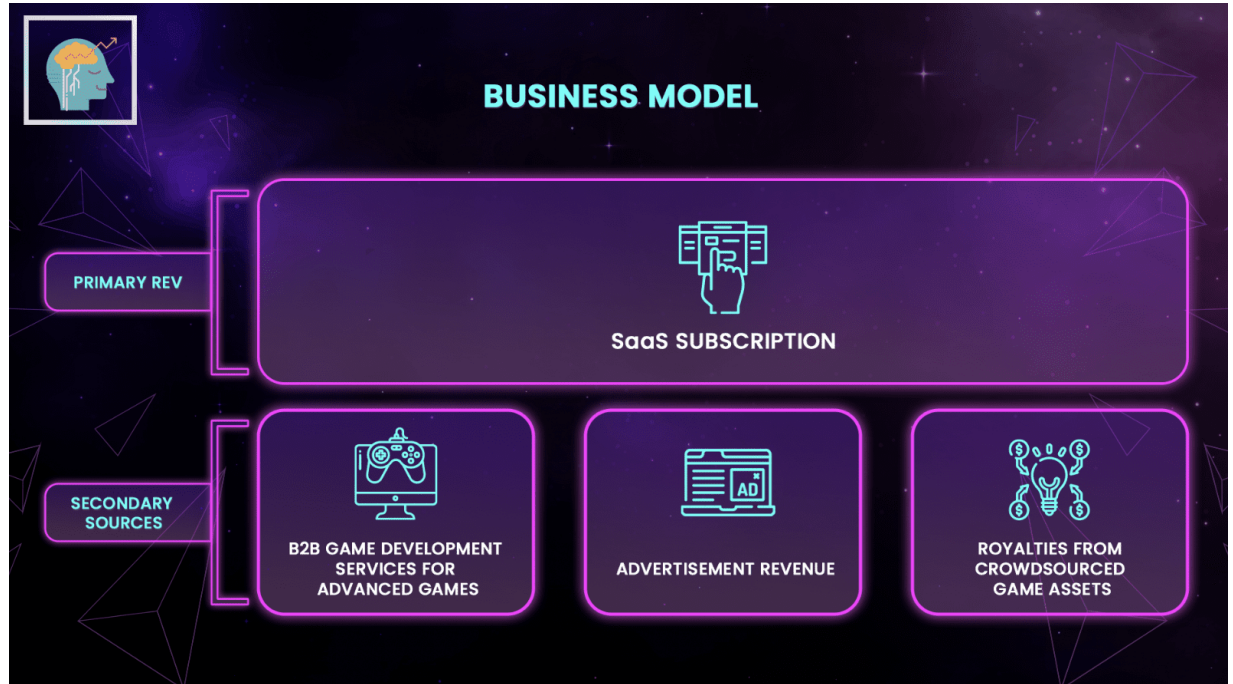 BUSINESS MODEL
PRIMARY REV
SaaS SUBSCRIPTION
SECONDARY
SOURCES
B2B GAME DEVELOPMENT
SERVICES FOR
ADVANCED GAMES
AD
ADVERTISEMENT REVENUE
$ $
$ $
ROYALTIES FROM
CROWDSOURCED
GAME ASSETS